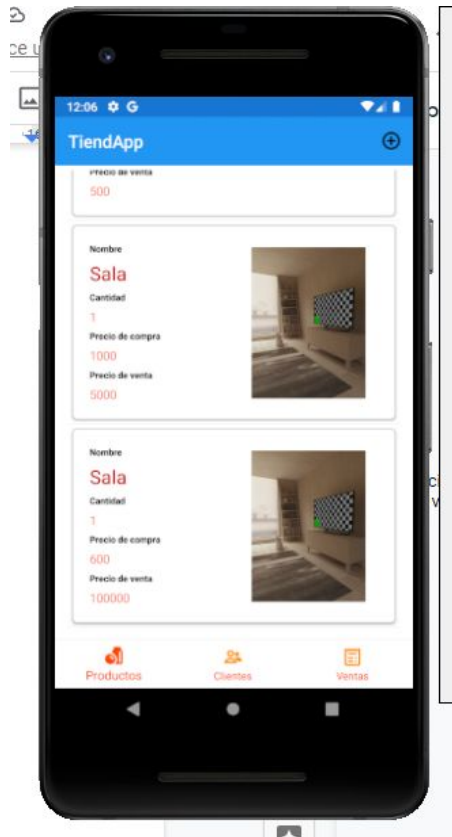 12:06 G
TiendApp
Precio de venta
500
Nombre
Sala
Cantidad
1
Precio de compra
1000
Precio de venta
5000
Nombre
Sala
Cantidad
1
Precio de compra
600
Precio de venta
100000
Productos
Clientes
Ventas